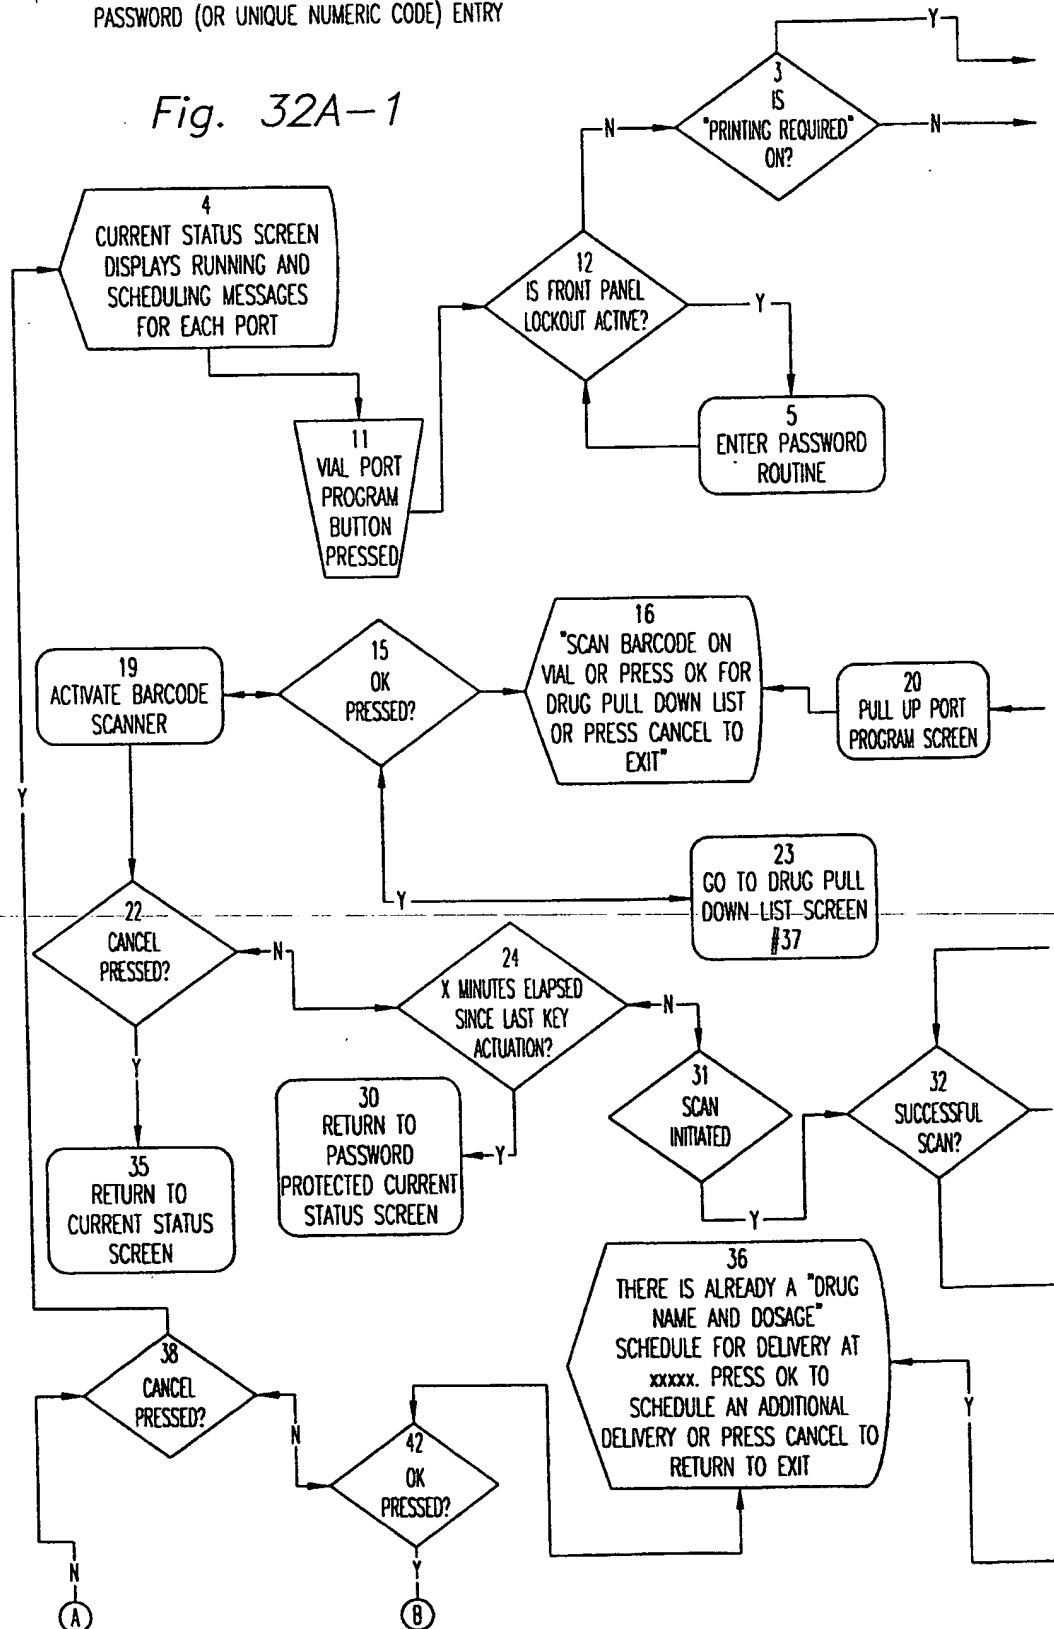 PASSWORD (OR UNIQUE NUMERIC CODE) ENTRY
Fig. 32A-1
Y
3
IS
"PRINTING REQUIRED"
ON?
N
N
4
CURRENT STATUS SCREEN
DISPLAYS RUNNING AND
SCHEDULING MESSAGES
FOR EACH PORT
12
IS FRONT PANEL
LOCKOUT ACTIVE?
Y
5
ENTER PASSWORD
ROUTINE
11
VIAL PORT
PROGRAM
BUTTON
PRESSED
19
ACTIVATE BARCODE
SCANNER
15
OK
PRESSED?
16
"SCAN BARCODE ON
VIAL OR PRESS OK FOR
DRUG PULL DOWN LIST
OR PRESS CANCEL TO
EXIT"
20
PULL UP PORT
PROGRAM SCREEN
Y
Y
23
GO TO DRUG PULL
DOWN LIST SCREEN
#37
22
CANCEL
PRESSED?
N
24
X MINUTES ELAPSED
SINCE LAST KEY
ACTUATION?
N
31
SCAN
INITIATED
32
SUCCESSFUL
SCAN?
Y
30
RETURN TO
PASSWORD
PROTECTED CURRENT
STATUS SCREEN
Y
35
RETURN TO
CURRENT STATUS
SCREEN
Y
36
THERE IS ALREADY A "DRUG
NAME AND DOSAGE"
SCHEDULE FOR DELIVERY AT
xxxxx. PRESS OK TO
SCHEDULE AN ADDITIONAL
DELIVERY OR PRESS CANCEL TO
RETURN TO EXIT
Y
38
CANCEL
PRESSED?
N
42
OK
PRESSED?
N
Y
A
B